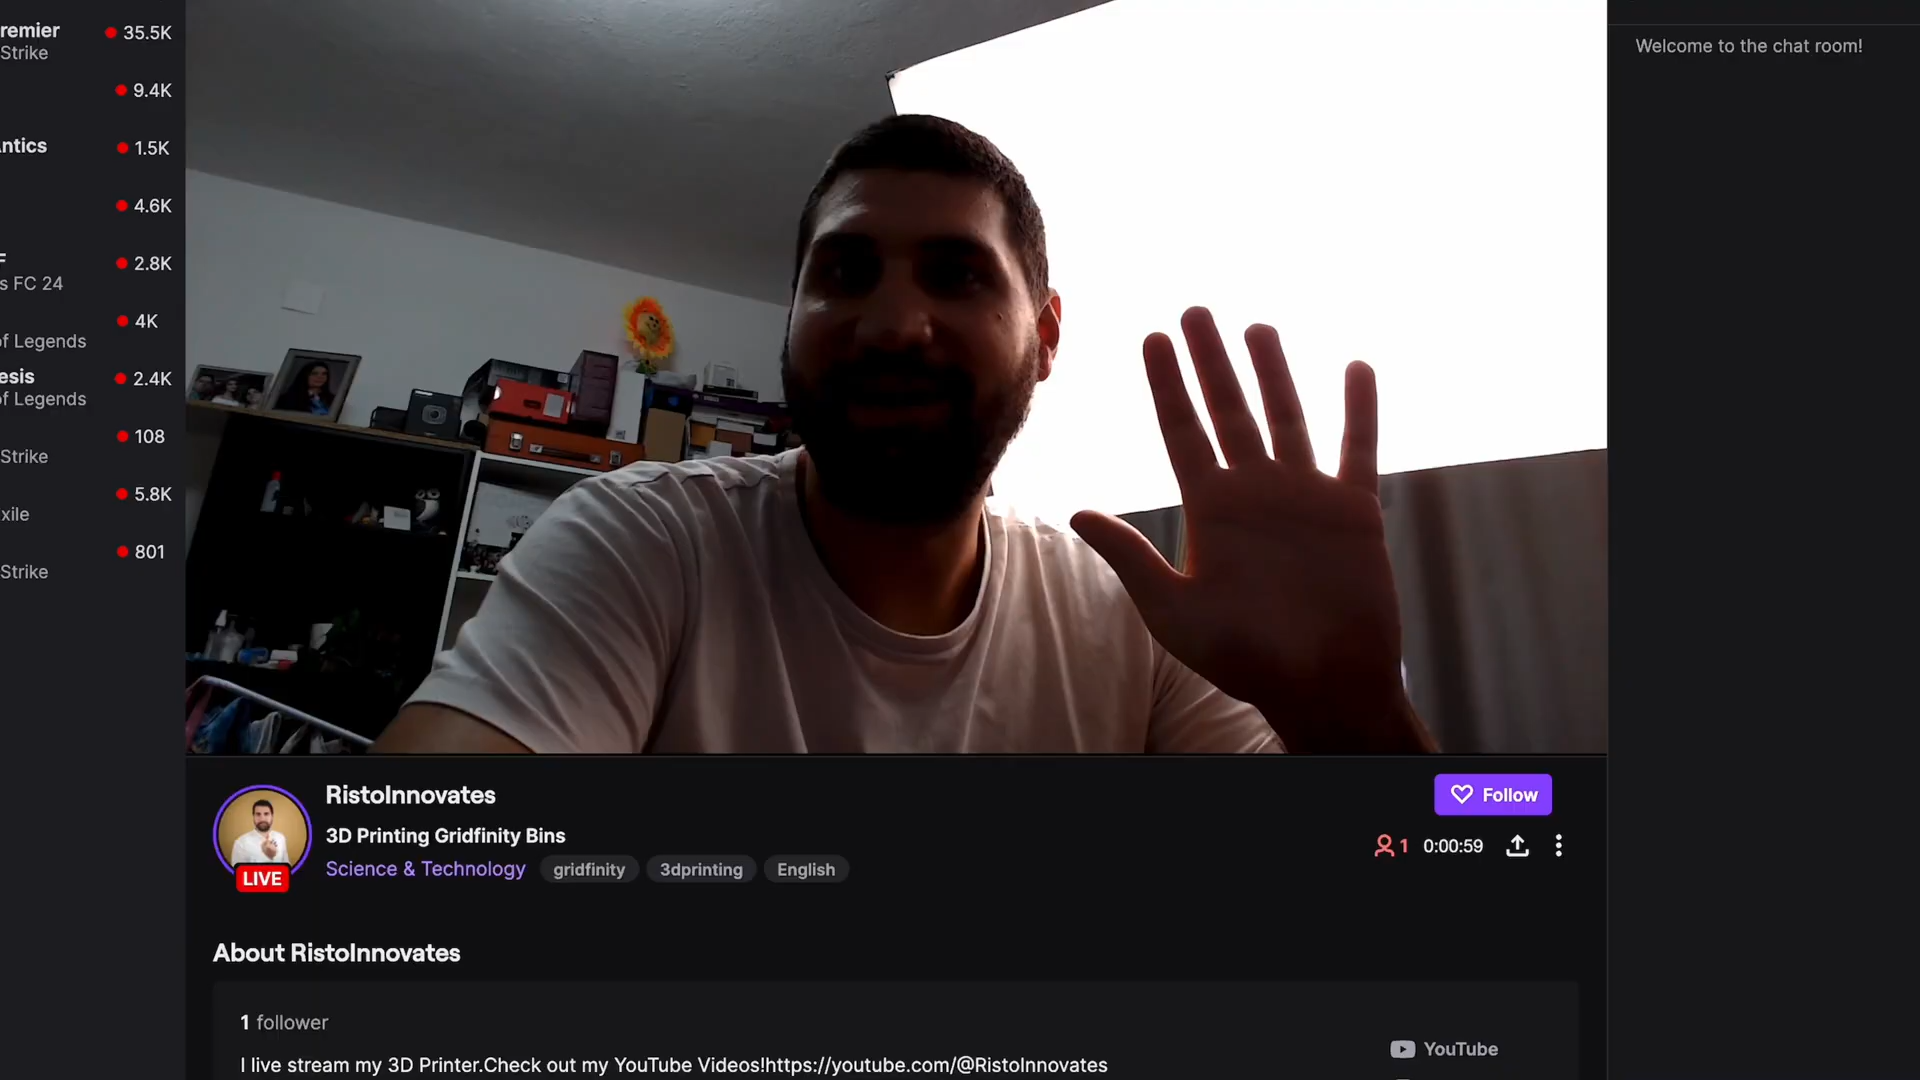 remier
35.5K
Strike
9.4K
ntics
1.5K
4.6K
F
2.8K
s FC 24
4K
of Legends
esis
2.4K
of Legends
108
Strike
5.8K
xile
801
Strike
Welcome to the chat room!
RistoInnovates
Follow
3D Printing Gridfinity Bins
1 0:00:59
Science & Technology gridfinity 3dprinting English
LIVE
About RistoInnovates
1 follower
YouTube
I live stream my 3D Printer.Check out my YouTube Videos!https://youtube.com/@RistoInnovates